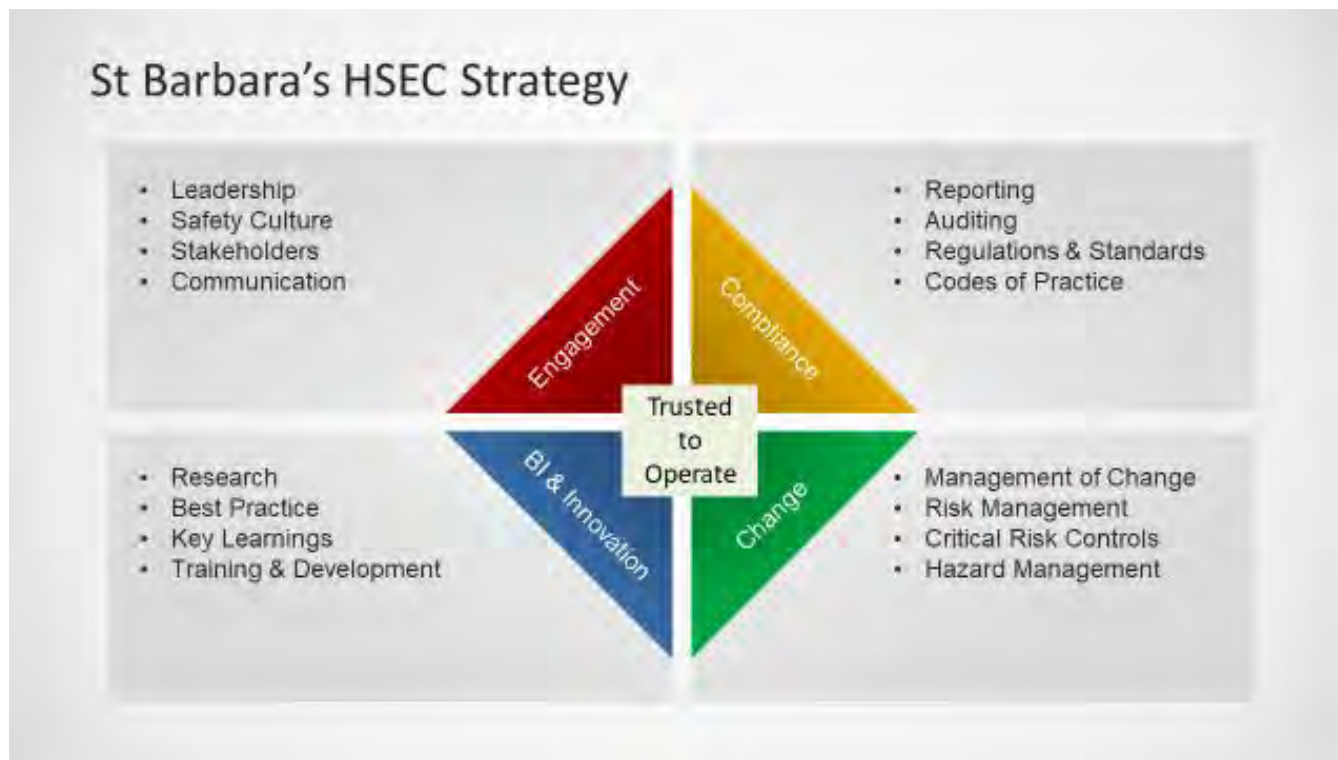 St Barbara’s HSEC Strategy
• Leadership
• Safety Culture
• Stakeholders
• Communication
Engagement
Compliance
• Reporting
• Auditing
• Regulations & Standards
• Codes of Practice
Trusted
to
Operate
• Research
• Best Practice
• Key Learnings
• Training & Development
BI & Innovation
Change
• Management of Change
• Risk Management
• Critical Risk Controls
• Hazard Management